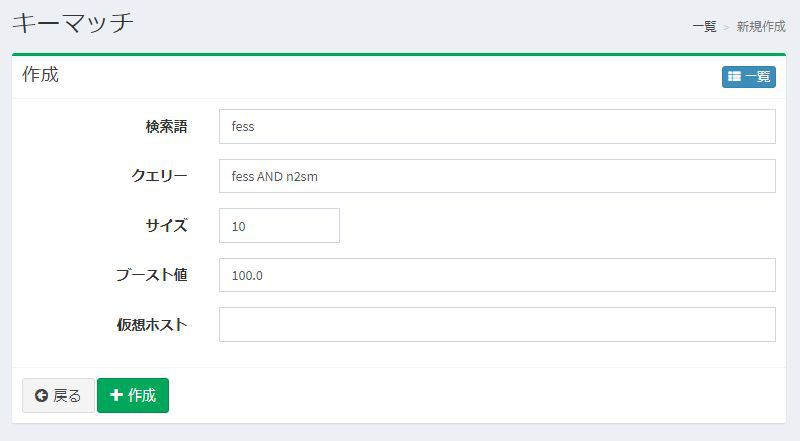 キーマッチ
一覧 > 新規作成
作成
一覧
検索語 fess
クエリー fess AND n2sm
サイズ 10
ブースト値 100.0
仮想ホスト
戻る 作成